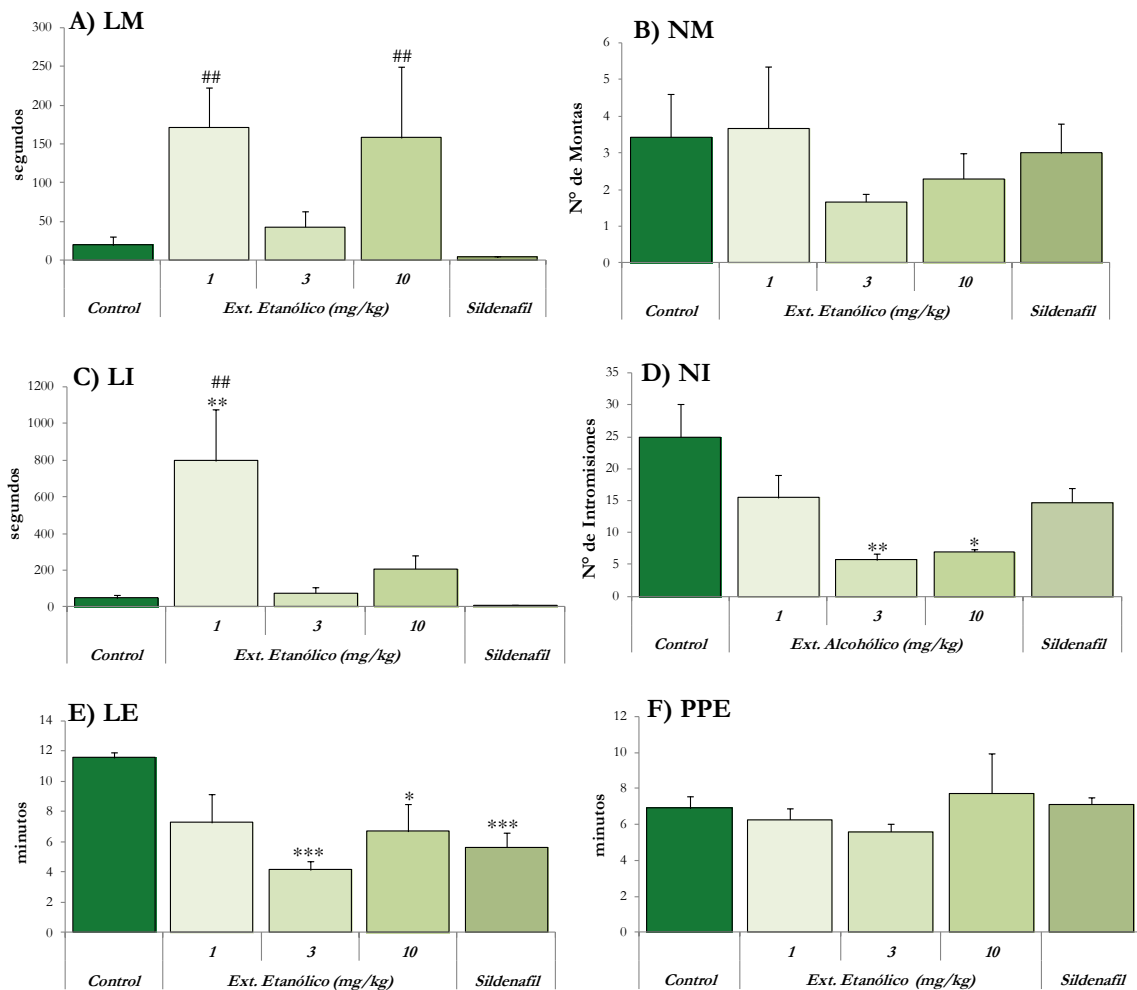 A) LM
segundos
300
250
200
150
100
50
0
##
##
1
3
10
Control
Ext. Etanólico (mg/kg)
Sildenafil
B) NM
N° de Montas
6
5
4
3
2
1
0
1
3
10
Control
Ext. Etanólico (mg/kg)
Sildenafil
C) LI
segundos
1200
1000
800
600
400
200
0
##
**
1
3
10
Control
Ext. Etanólico (mg/kg)
Sildenafil
D) NI
N° de Intromisiones
35
30
25
20
15
10
5
0
**
*
1
3
10
Control
Ext. Alcohólico (mg/kg)
Sildenafil
E) LE
minutos
14
12
10
8
6
4
2
0
***
*
***
1
3
10
Control
Ext. Etanólico (mg/kg)
Sildenafil
F) PPE
minutos
12
10
8
6
4
2
0
1
3
10
Control
Ext. Etanólico (mg/kg)
Sildenafil